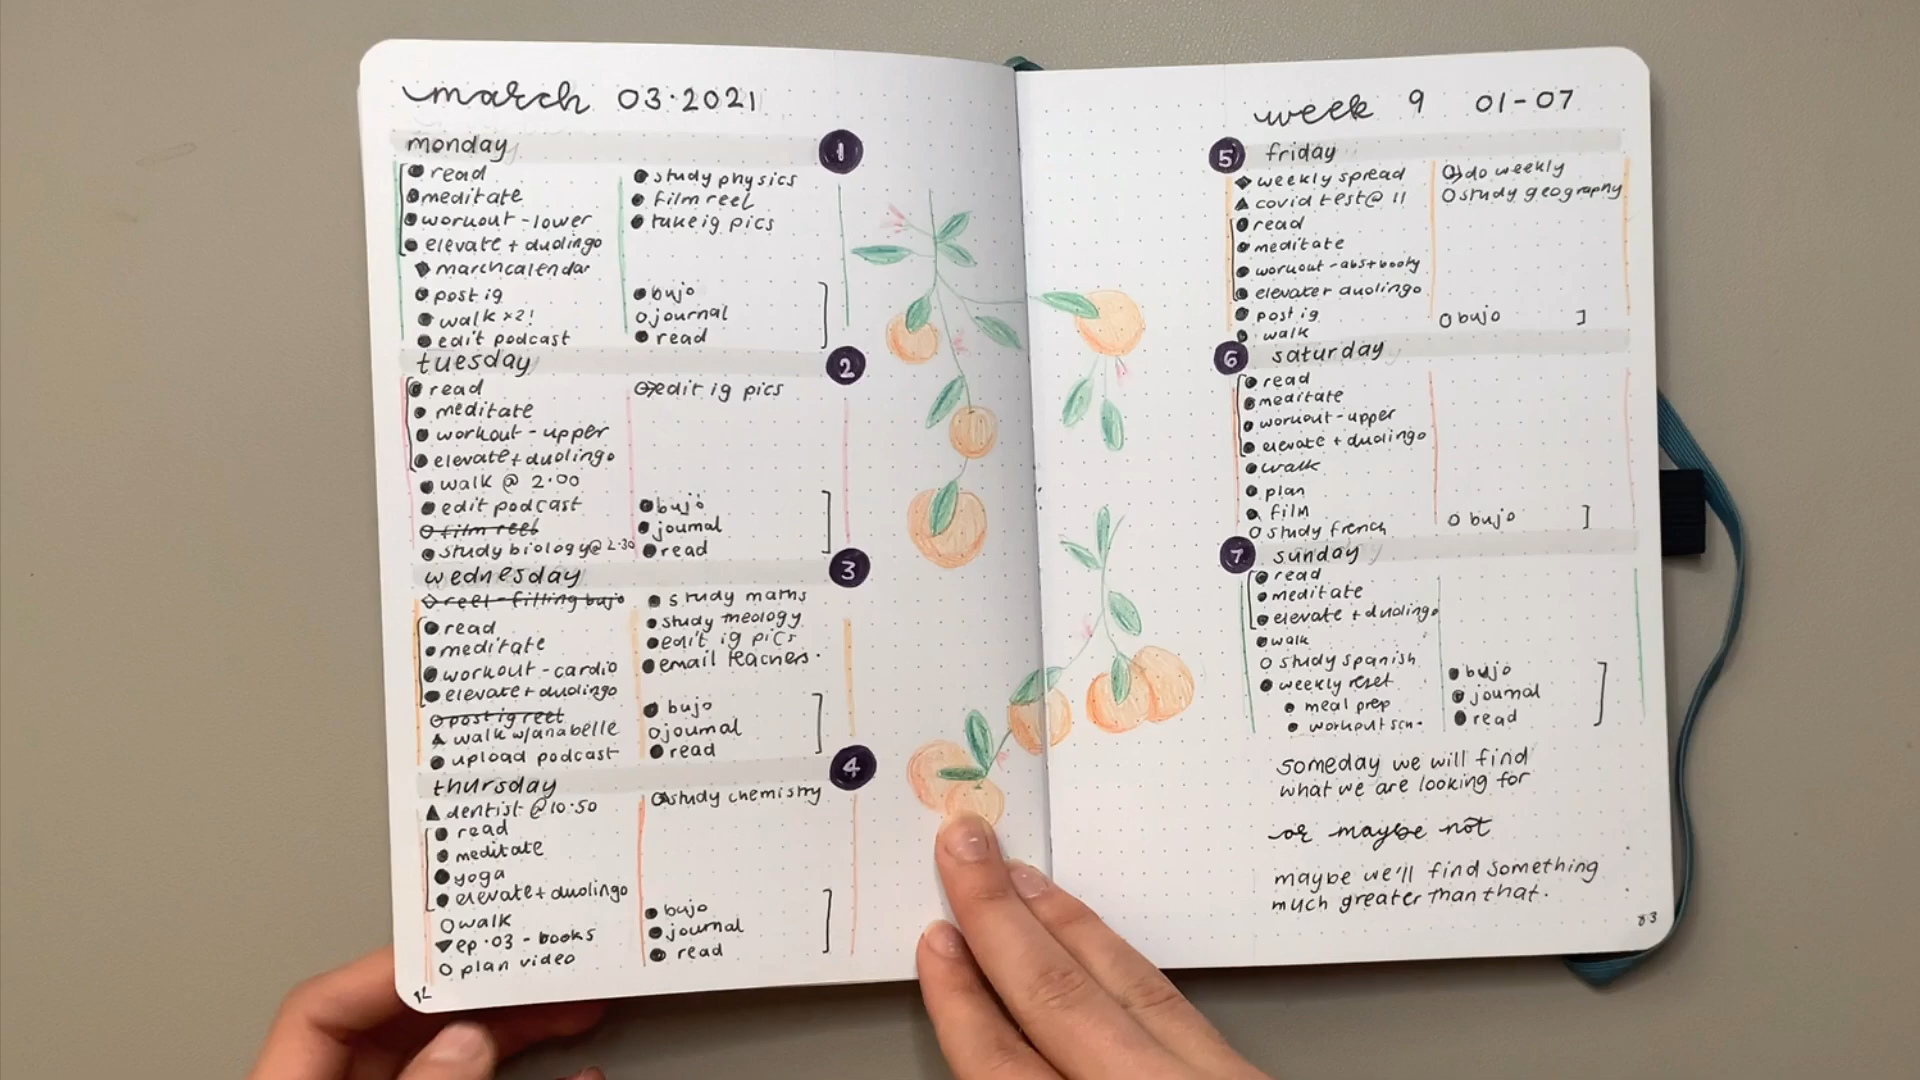 march 03.2021
monday
1
read
meditate
workout - lower
elevate + duolingo
march calendar
post ig
walk x2!
edit podcast
study physics
film reel
take ig pics
bujo
journal
read
tuesday
2
read
meditate
workout - upper
elevate + duolingo
walk @ 2.00
edit podcast
film reel
study biology @ 2.30
edit ig pics
bujo
journal
read
wednesday
3
reel - filling bujo
read
meditate
workout - cardio
elevate + duolingo
post ig reel
walk w/anabelle
upload podcast
study maths
study theology
edit ig pics
email teachers.
bujo
journal
read
thursday
4
dentist @ 10.50
read
meditate
yoga
elevate + duolingo
walk
ep.03 - books
plan video
study chemistry
bujo
journal
read
82
week 9 01-07
5
friday
weekly spread
covid test @ 11
read
meditate
workout - abs + booty
elevate + duolingo
post ig
walk
do weekly
study geography
bujo
6
saturday
read
meditate
workout - upper
elevate + duolingo
walk
plan
film
study french
bujo
7
sunday
read
meditate
elevate + duolingo
walk
study spanish
weekly reset
meal prep
workout sch.
bujo
journal
read
someday we will find
what we are looking for
or maybe not
maybe we'll find something
much greater than that.
83